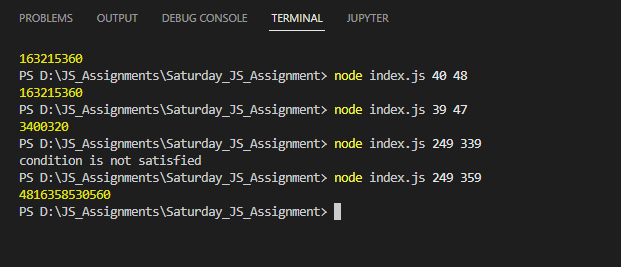 PROBLEMS OUTPUT DEBUG CONSOLE TERMINAL JUPYTER
163215360
PS D:\JS_Assignments\Saturday_JS_Assignment> node index.js 40 48
163215360
PS D:\JS_Assignments\Saturday_JS_Assignment> node index.js 39 47
3400320
PS D:\JS_Assignments\Saturday_JS_Assignment> node index.js 249 339
condition is not satisfied
PS D:\JS_Assignments\Saturday_JS_Assignment> node index.js 249 359
4816358530560
PS D:\JS_Assignments\Saturday_JS_Assignment>